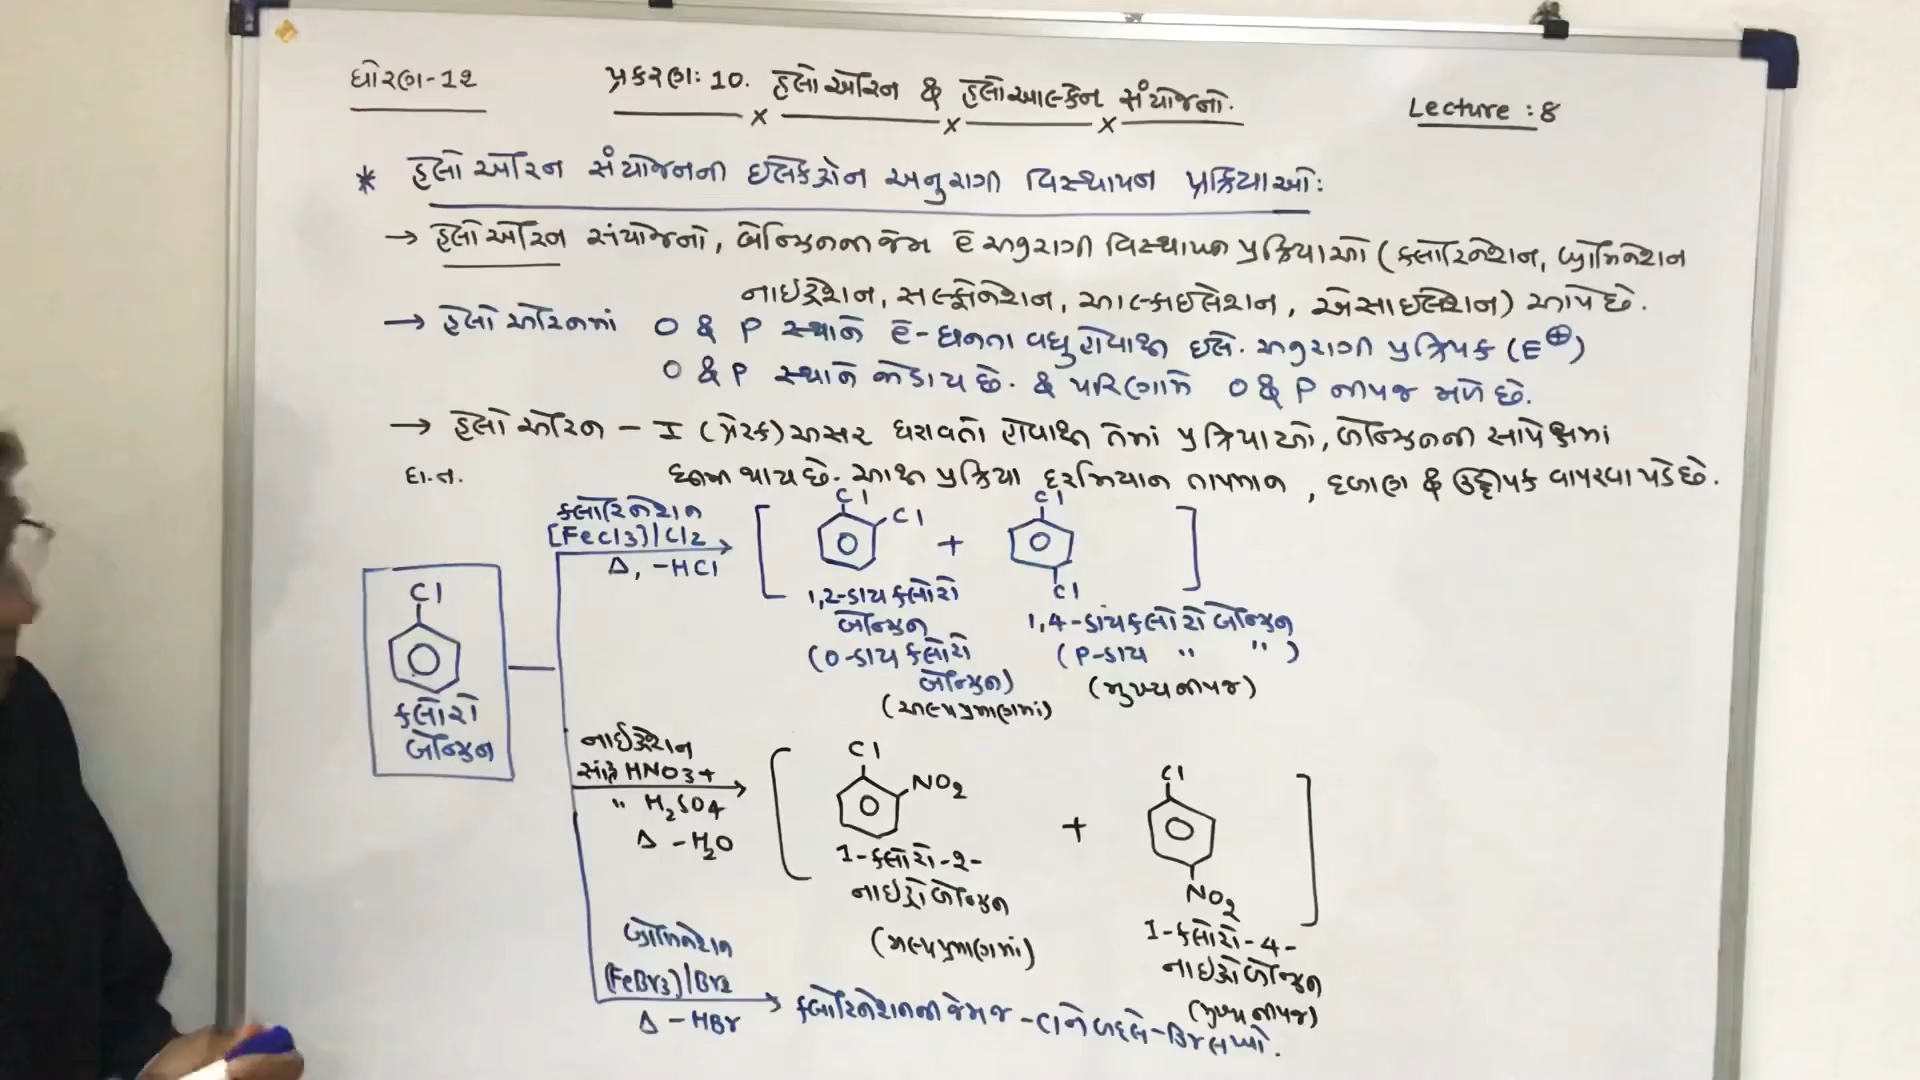 ધોરણ-12
પ્રકરણ: 10. હેલોએરિન & હેલોઆલ્કેન સંયોજનો.
Lecture : 8
* હેલોએરિન સંયોજનની ઇલેક્ટ્રોન અનુરાગી વિસ્થાપન પ્રક્રિયાઓ:
→ હેલોએરિન સંયોજનો, બેન્ઝિનની જેમ ē અનુરાગી વિસ્થાપન પ્રક્રિયાઓ (ક્લોરિનેશન, બ્રોમિનેશન
નાઇટ્રેશન, સલ્ફોનેશન, આલ્કાઇલેશન, એસાઇલેશન) આપે છે.
→ હેલોએરિનમાં O & P સ્થાને ē-ઘનતા વધુ હોવાથી ઇલે. અનુરાગી પ્રક્રિયક (E⊕)
O & P સ્થાને જોડાય છે. & પરિણામે O & P નીપજ મળે છે.
→ હેલોએરિન – I (પ્રેરક) અસર ધરાવતો હોવાથી તેમાં પ્રક્રિયાઓ, બેન્ઝિનની સાપેક્ષમાં
ધીમી થાય છે. આથી પ્રક્રિયા દરમિયાન તાપમાન, દબાણ & ઉદ્દીપક વાપરવા પડે છે.
દા.ત.
ક્લોરિનેશન
[FeCl3)|Cl2
Δ, -HCl
Cl
Cl
+
Cl
Cl
1,2-ડાયક્લોરો
બેન્ઝિન
(O-ડાયક્લોરો
બેન્ઝિન)
(અલ્પપ્રમાણમાં)
1,4-ડાયક્લોરો બેન્ઝિન
(P-ડાય " ")
(મુખ્ય નીપજ)
Cl
ક્લોરો
બેન્ઝિન
નાઇટ્રેશન
સાંદ્ર HNO3+
" H2SO4
Δ -H2O
Cl
NO2
+
Cl
NO2
1-ક્લોરો-2-
નાઇટ્રોબેન્ઝિન
(અલ્પપ્રમાણમાં)
1-ક્લોરો-4-
નાઇટ્રોબેન્ઝિન
(મુખ્ય નીપજ)
બ્રોમિનેશન
(FeBr3)|Br2
Δ -HBr
ક્લોરિનેશનની જેમ જ -Clને બદલે -Br લખો.